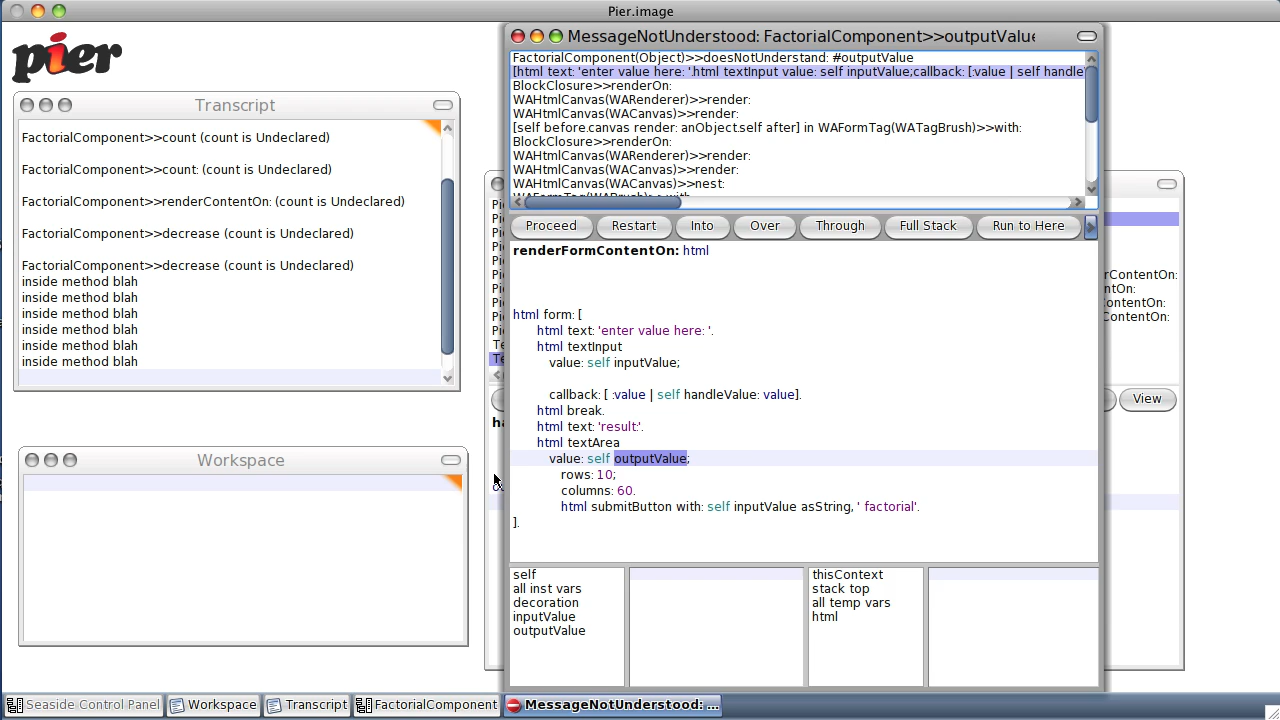 Pier.image
pier
Transcript
FactorialComponent>>count (count is Undeclared)
FactorialComponent>>count: (count is Undeclared)
FactorialComponent>>renderContentOn: (count is Undeclared)
FactorialComponent>>decrease (count is Undeclared)
FactorialComponent>>decrease (count is Undeclared)
inside method blah
inside method blah
inside method blah
inside method blah
inside method blah
inside method blah
Workspace
MessageNotUnderstood: FactorialComponent>>outputValue
FactorialComponent(Object)>>doesNotUnderstand: #outputValue
[html text: 'enter value here: '.html textInput value: self inputValue;callback: [:value | self handle
BlockClosure>>renderOn:
WAHtmlCanvas(WARenderer)>>render:
WAHtmlCanvas(WACanvas)>>render:
[self before.canvas render: anObject.self after] in WAFormTag(WATagBrush)>>with:
BlockClosure>>renderOn:
WAHtmlCanvas(WARenderer)>>render:
WAHtmlCanvas(WACanvas)>>render:
WAHtmlCanvas(WACanvas)>>nest:
Proceed Restart Into Over Through Full Stack Run to Here
renderFormContentOn: html
html form: [
html text: 'enter value here: '.
html textInput
value: self inputValue;
callback: [ :value | self handleValue: value].
html break.
html text: 'result:'.
html textArea
value: self outputValue;
rows: 10;
columns: 60.
html submitButton with: self inputValue asString, ' factorial'.
].
self
all inst vars
decoration
inputValue
outputValue
thisContext
stack top
all temp vars
html
rContentOn:
ntOn:
ContentOn:
ContentOn:
View
Seaside Control Panel Workspace Transcript FactorialComponent MessageNotUnderstood: ...